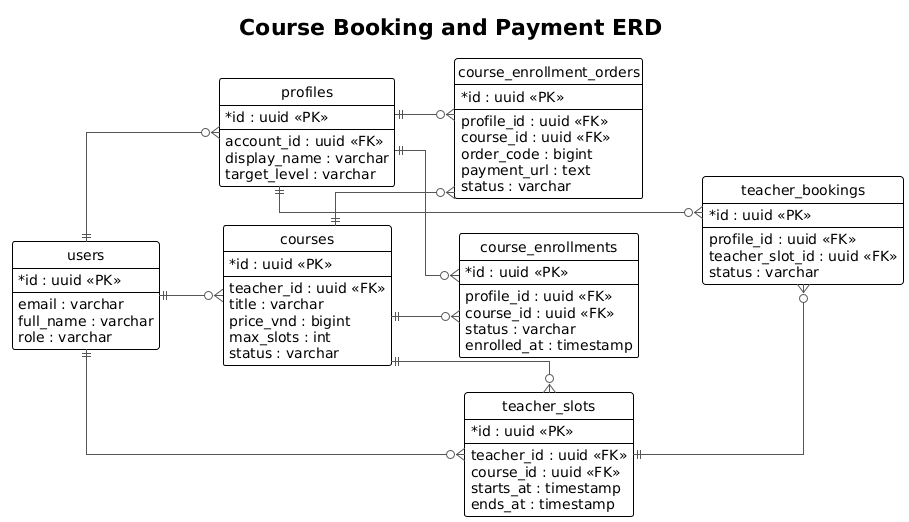 Course Booking and Payment ERD
profiles
*id : uuid «PK»
account_id : uuid «FK»
display_name : varchar
target_level : varchar
course_enrollment_orders
*id : uuid «PK»
profile_id : uuid «FK»
course_id : uuid «FK»
order_code : bigint
payment_url : text
status : varchar
teacher_bookings
*id : uuid «PK»
profile_id : uuid «FK»
teacher_slot_id : uuid «FK»
status : varchar
users
*id : uuid «PK»
email : varchar
full_name : varchar
role : varchar
courses
*id : uuid «PK»
teacher_id : uuid «FK»
title : varchar
price_vnd : bigint
max_slots : int
status : varchar
course_enrollments
*id : uuid «PK»
profile_id : uuid «FK»
course_id : uuid «FK»
status : varchar
enrolled_at : timestamp
teacher_slots
*id : uuid «PK»
teacher_id : uuid «FK»
course_id : uuid «FK»
starts_at : timestamp
ends_at : timestamp